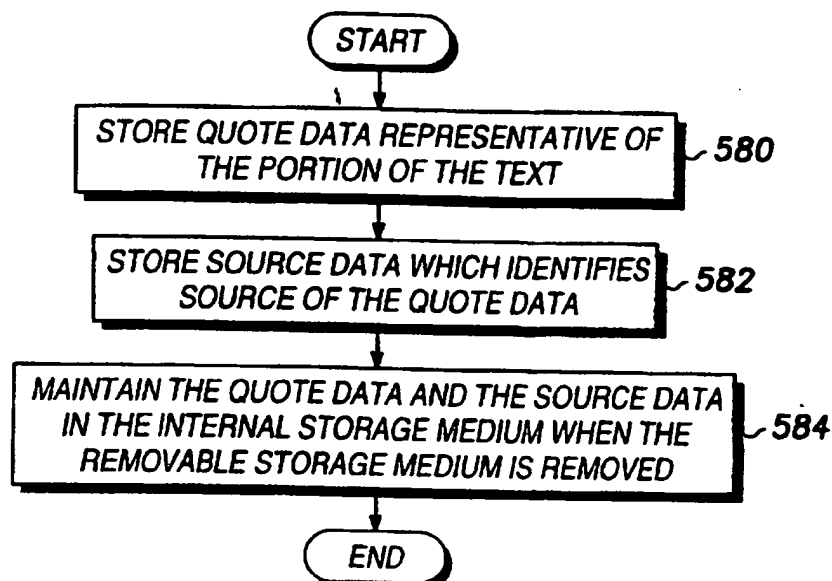 START
STORE QUOTE DATA REPRESENTATIVE OF
THE PORTION OF THE TEXT
580
STORE SOURCE DATA WHICH IDENTIFIES
SOURCE OF THE QUOTE DATA
582
MAINTAIN THE QUOTE DATA AND THE SOURCE DATA
IN THE INTERNAL STORAGE MEDIUM WHEN THE
REMOVABLE STORAGE MEDIUM IS REMOVED
584
END